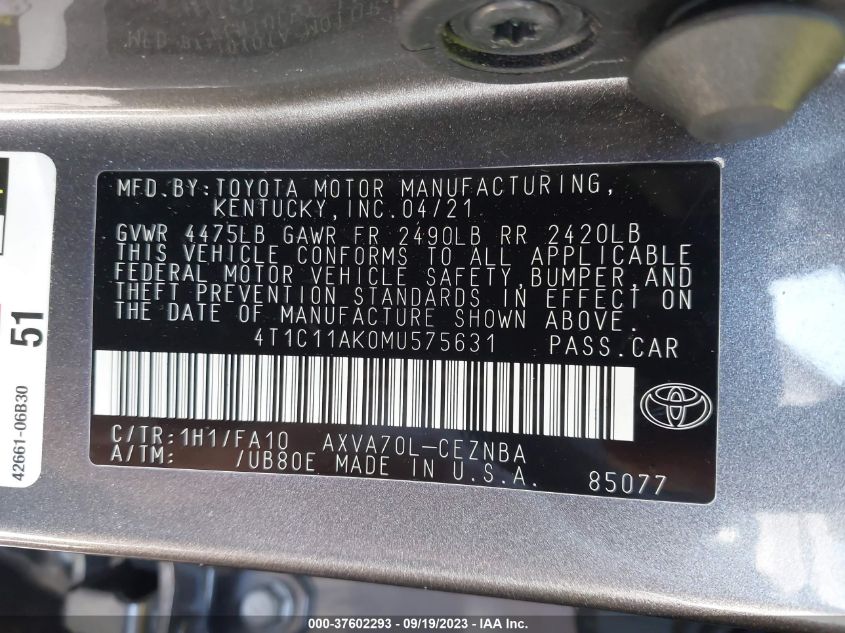 MFD.BY:TOYOTA MOTOR MANUFACTURING,
KENTUCKY,INC.04/21
GVWR 4475LB GAWR FR 2490LB RR 2420LB
THIS VEHICLE CONFORMS TO ALL APPLICABLE
FEDERAL MOTOR VEHICLE SAFETY,BUMPER,AND
THEFT PREVENTION STANDARDS IN EFFECT ON
THE DATE OF MANUFACTURE SHOWN ABOVE.
4T1C11AK0MU575631 PASS.CAR
C/TR:1H1/FA10 AXVA70L-CEZNBA
A/TM: /UB80E MADE IN U.S.A.
85077
51
42661-06B30
000-37602293 - 09/19/2023 - COPYRIGHT IAA, LLC.